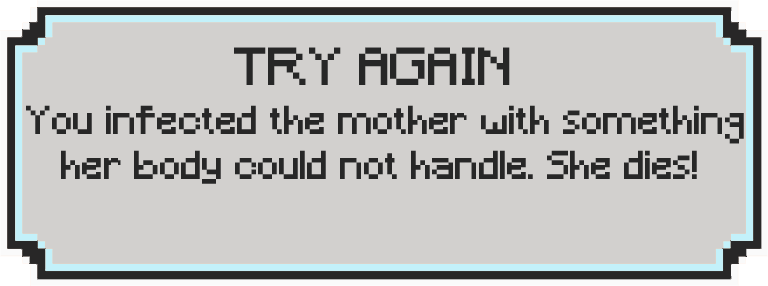 TRY AGAIN
You infected the mother with something
her body could not handle. She dies!